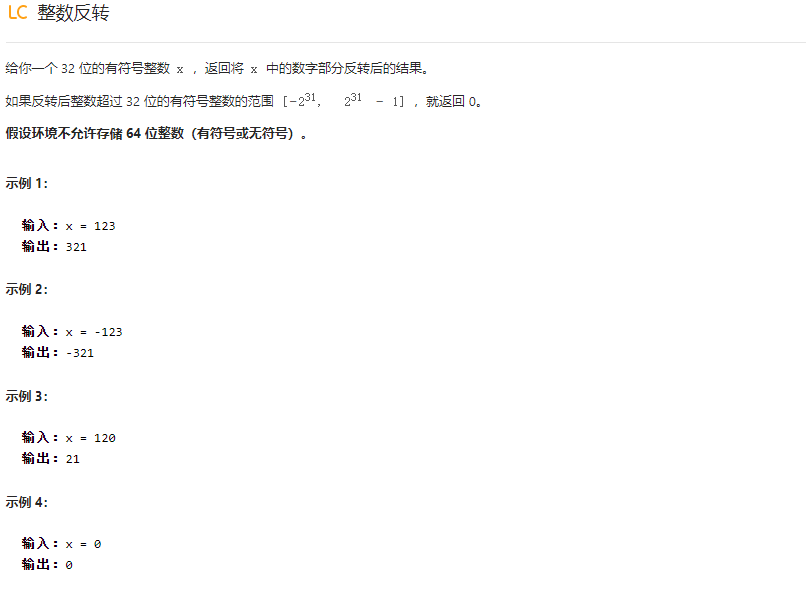 LC 整数反转
给你一个 32 位的有符号整数 x ，返回将 x 中的数字部分反转后的结果。
如果反转后整数超过 32 位的有符号整数的范围 [−2^31, 2^31 − 1] ，就返回 0。
假设环境不允许存储 64 位整数（有符号或无符号）。
示例 1：
输入：x = 123
输出：321
示例 2：
输入：x = -123
输出：-321
示例 3：
输入：x = 120
输出：21
示例 4：
输入：x = 0
输出：0